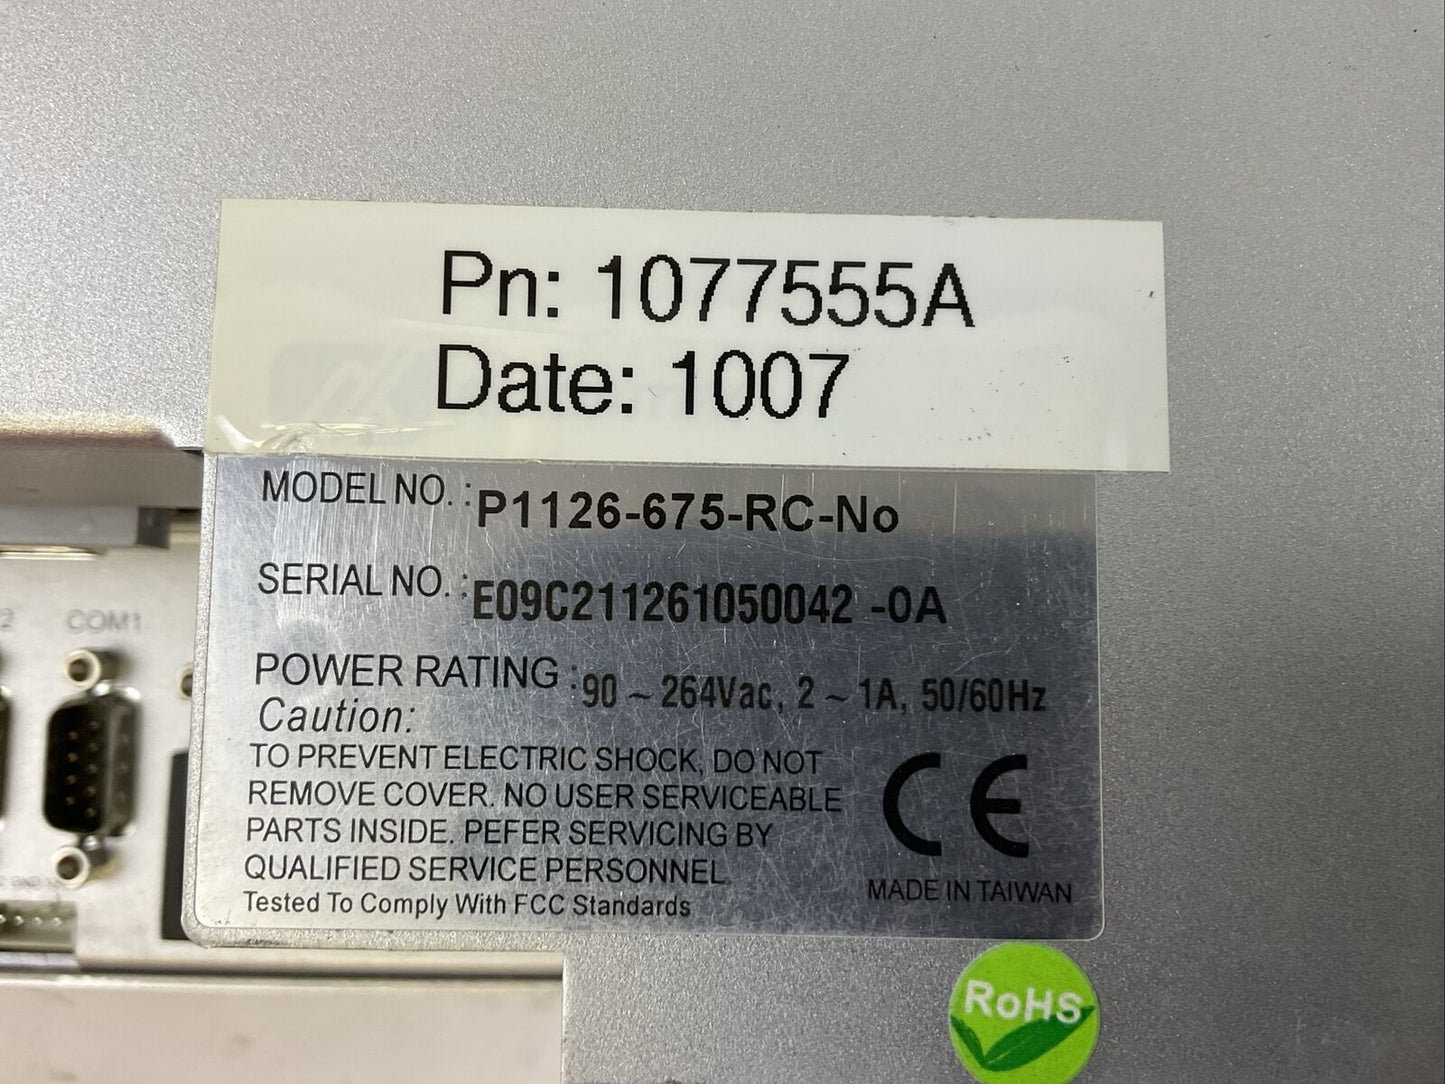 Pn: 1077555A
Date: 1007
MODEL NO. : P1126-675-RC-No
SERIAL NO. : E09C211261050042 -0A
POWER RATING : 90 ~ 264Vac, 2 ~ 1A, 50/60Hz
Caution:
TO PREVENT ELECTRIC SHOCK, DO NOT
REMOVE COVER. NO USER SERVICEABLE
PARTS INSIDE. PEFER SERVICING BY
QUALIFIED SERVICE PERSONNEL.
Tested To Comply With FCC Standards
CE
MADE IN TAIWAN
RoHS
2 COM1
GND